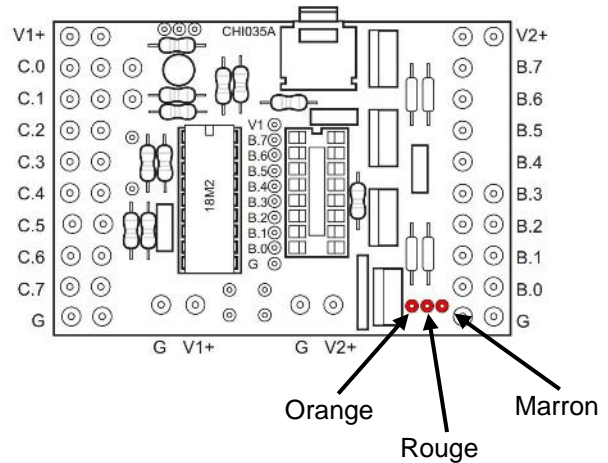 CHI035A
V1+ V2+
C.0 B.7
C.1 B.6
C.2 B.5
C.3 B.4
C.4 B.3
C.5 B.2
C.6 B.1
C.7 B.0
G G
V1
B.7
B.6
B.5
B.4
B.3
B.2
B.1
B.0
G
18M2
G V1+ G V2+
Orange Marron
Rouge